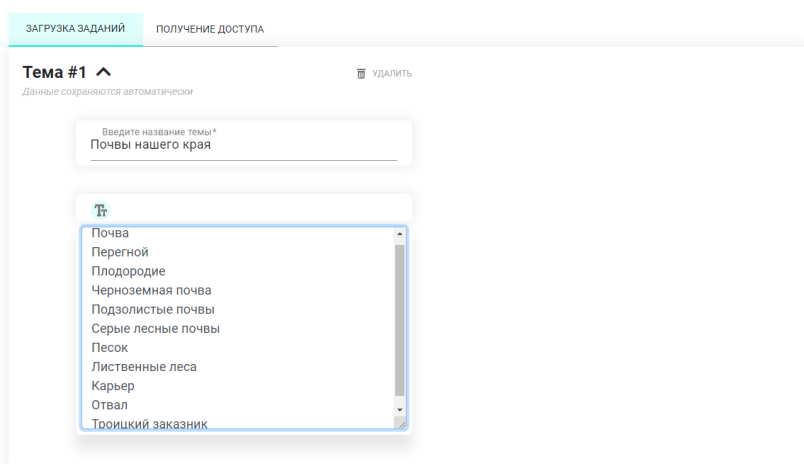 ЗАГРУЗКА ЗАДАНИЙ ПОЛУЧЕНИЕ ДОСТУПА
Тема #1 УДАЛИТЬ
Данные сохраняются автоматически
Введите название темы*
Почвы нашего края
Тт
Почва
Перегной
Плодородие
Черноземная почва
Подзолистые почвы
Серые лесные почвы
Песок
Лиственные леса
Карьер
Отвал
Троицкий заказник